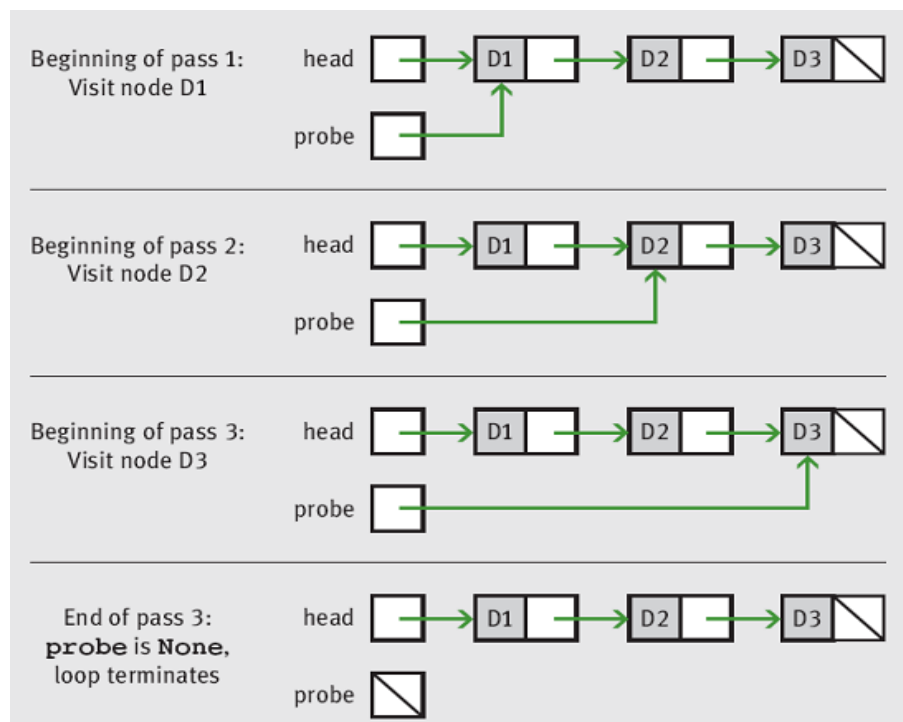 Beginning of pass 1:
Visit node D1
head
D1
D2
D3
probe
Beginning of pass 2:
Visit node D2
head
D1
D2
D3
probe
Beginning of pass 3:
Visit node D3
head
D1
D2
D3
probe
End of pass 3:
probe is None,
loop terminates
head
D1
D2
D3
probe